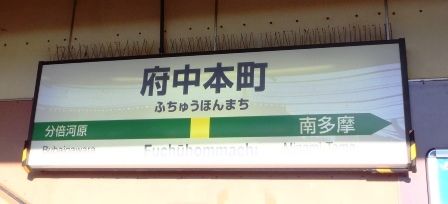 府中本町
ふちゅうほんまち
分倍河原 南多摩
Bubaigawara Fuchūhommachi Minami-Tama